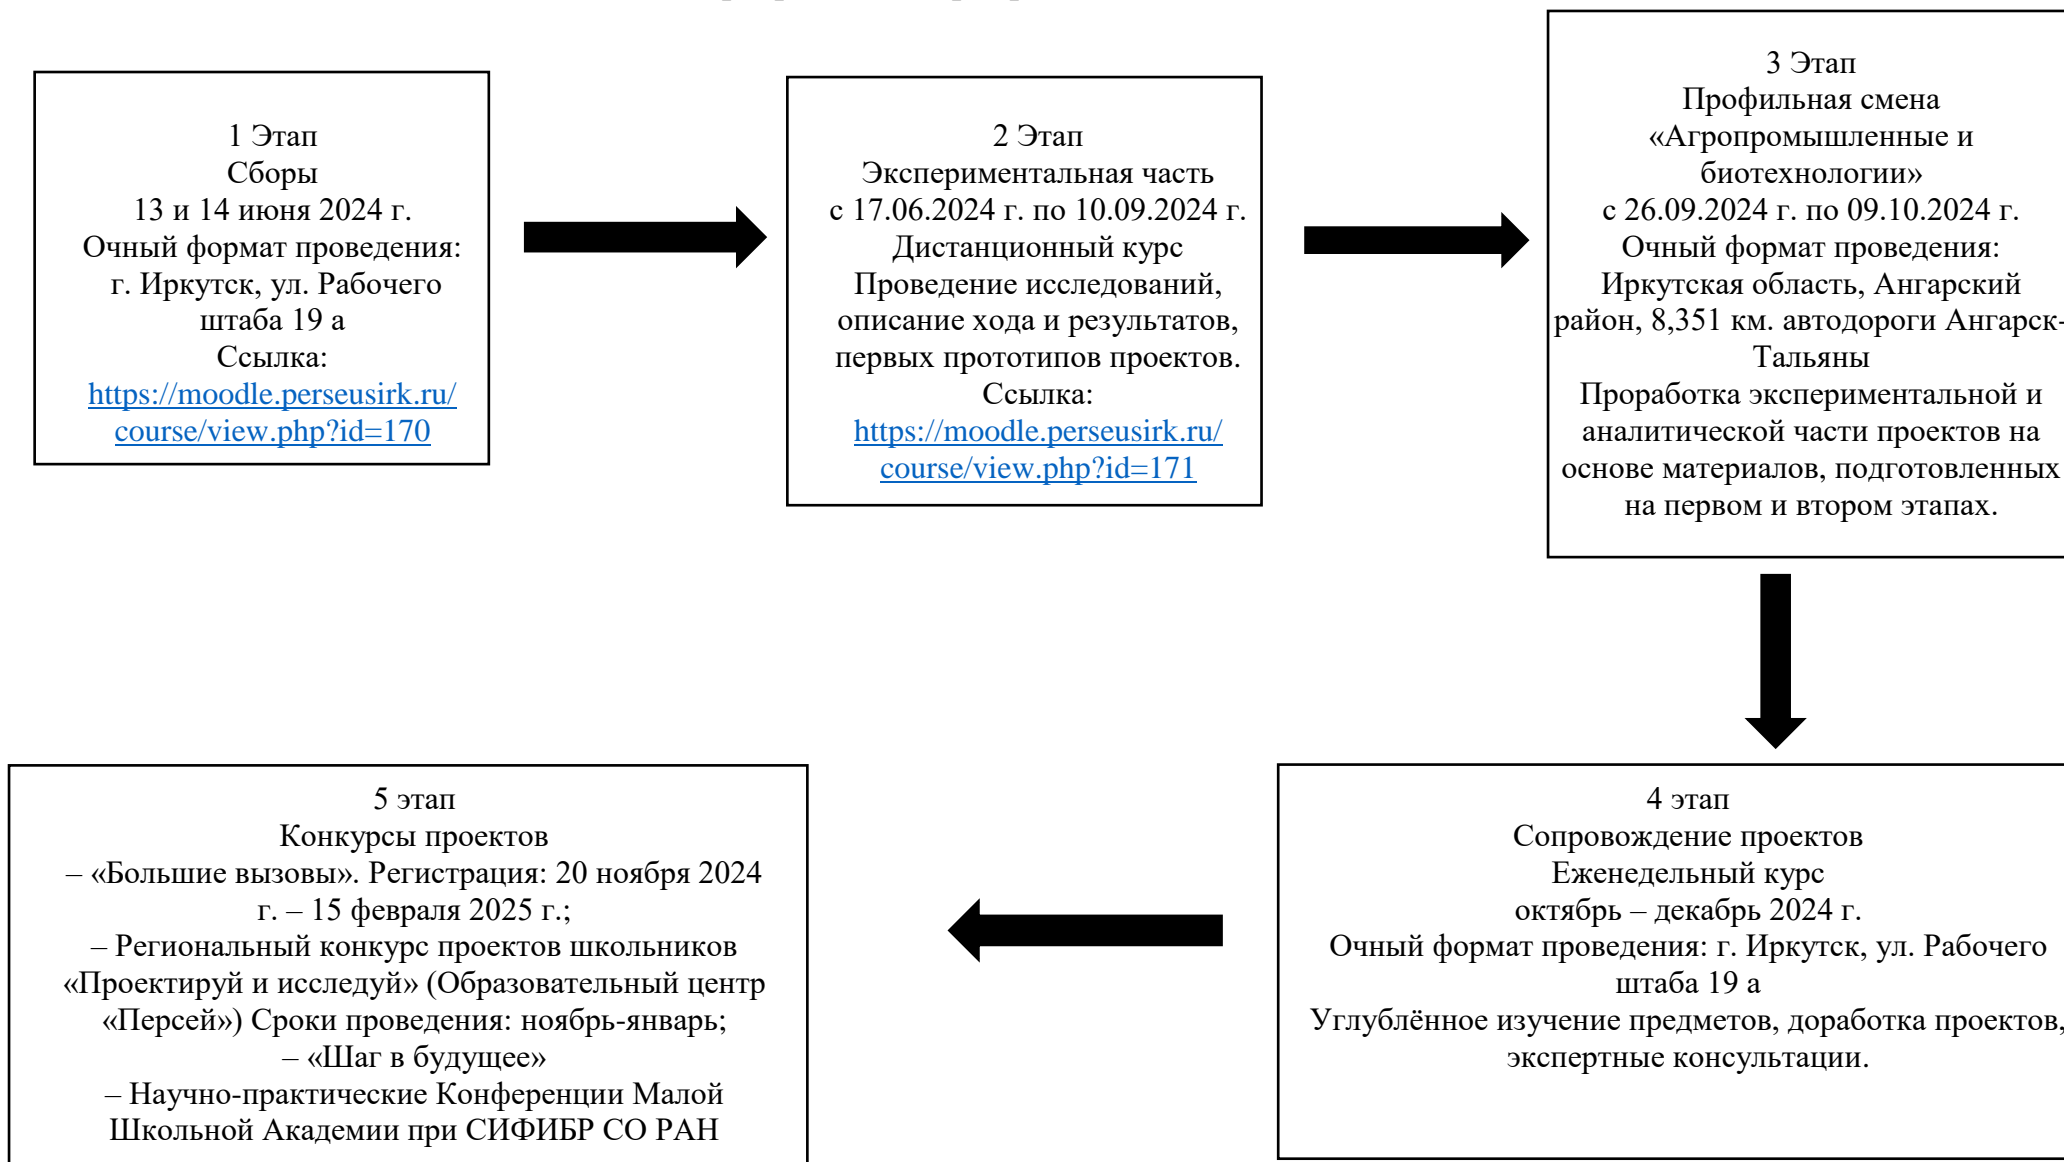 1 Этап
Сборы
13 и 14 июня 2024 г.
Очный формат проведения:
г. Иркутск, ул. Рабочего
штаба 19 а
Ссылка:
https://moodle.perseusirk.ru/
course/view.php?id=170
2 Этап
Экспериментальная часть
с 17.06.2024 г. по 10.09.2024 г.
Дистанционный курс
Проведение исследований,
описание хода и результатов,
первых прототипов проектов.
Ссылка:
https://moodle.perseusirk.ru/
course/view.php?id=171
3 Этап
Профильная смена
«Агропромышленные и
биотехнологии»
с 26.09.2024 г. по 09.10.2024 г.
Очный формат проведения:
Иркутская область, Ангарский
район, 8,351 км. автодороги Ангарск-
Тальяны
Проработка экспериментальной и
аналитической части проектов на
основе материалов, подготовленных
на первом и втором этапах.
4 этап
Сопровождение проектов
Еженедельный курс
октябрь – декабрь 2024 г.
Очный формат проведения: г. Иркутск, ул. Рабочего
штаба 19 а
Углублённое изучение предметов, доработка проектов,
экспертные консультации.
5 этап
Конкурсы проектов
– «Большие вызовы». Регистрация: 20 ноября 2024
г. – 15 февраля 2025 г.;
– Региональный конкурс проектов школьников
«Проектируй и исследуй» (Образовательный центр
«Персей») Сроки проведения: ноябрь-январь;
– «Шаг в будущее»
– Научно-практические Конференции Малой
Школьной Академии при СИФИБР СО РАН